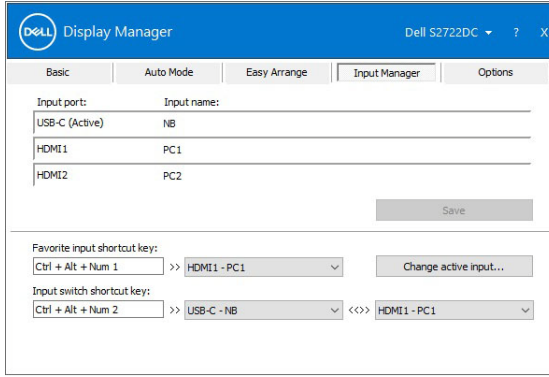 DELL Display Manager Dell S2722DC ? X
Basic Auto Mode Easy Arrange Input Manager Options
Input port: Input name:
USB-C (Active) NB
HDMI1 PC1
HDMI2 PC2
Save
Favorite input shortcut key:
Ctrl + Alt + Num 1 >> HDMI1 - PC1 Change active input...
Input switch shortcut key:
Ctrl + Alt + Num 2 >> USB-C - NB <<>> HDMI1 - PC1